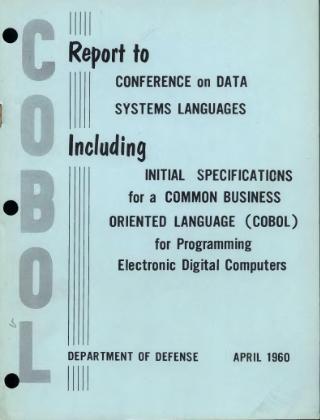 COBOL
Report to
CONFERENCE on DATA
SYSTEMS LANGUAGES
Including
INITIAL SPECIFICATIONS
for a COMMON BUSINESS
ORIENTED LANGUAGE (COBOL)
for Programming
Electronic Digital Computers
DEPARTMENT OF DEFENSE APRIL 1960